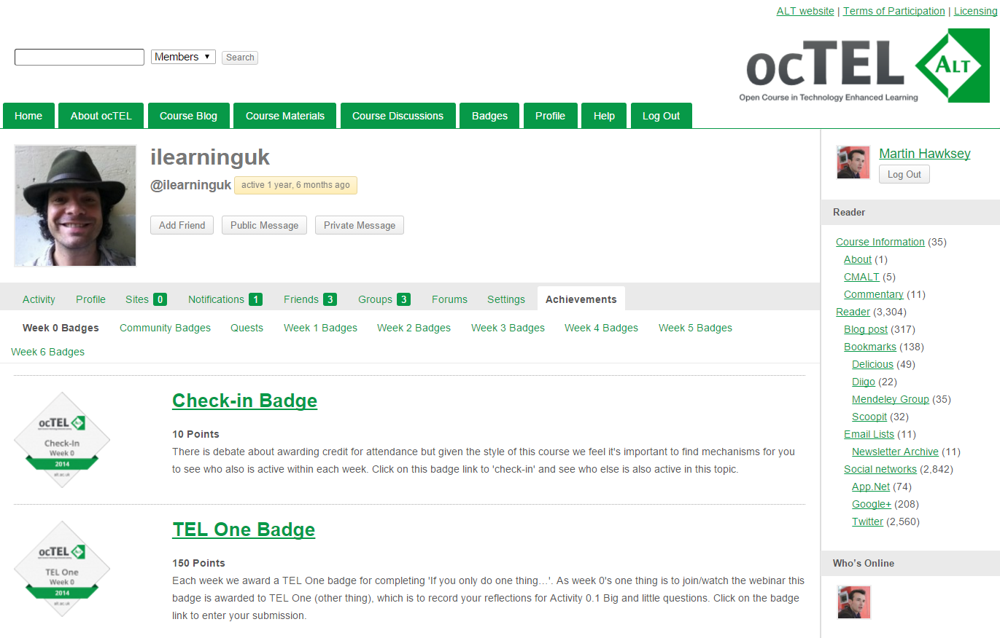 ALT website | Terms of Participation | Licensing
Members ▼ Search
ocTEL ALT
Open Course in Technology Enhanced Learning
Home About ocTEL Course Blog Course Materials Course Discussions Badges Profile Help Log Out
ilearninguk
@ilearninguk active 1 year, 6 months ago
Add Friend Public Message Private Message
Activity Profile Sites 0 Notifications 1 Friends 3 Groups 3 Forums Settings Achievements
Week 0 Badges Community Badges Quests Week 1 Badges Week 2 Badges Week 3 Badges Week 4 Badges Week 5 Badges
Week 6 Badges
ocTEL ALT
Check-In
Week 0
2014
alt.ac.uk
Check-in Badge
10 Points
There is debate about awarding credit for attendance but given the style of this course we feel it's important to find mechanisms for you
to see who also is active within each week. Click on this badge link to 'check-in' and see who else is also active in this topic.
ocTEL ALT
TEL One
Week 0
2014
alt.ac.uk
TEL One Badge
150 Points
Each week we award a TEL One badge for completing 'If you only do one thing…'. As week 0's one thing is to join/watch the webinar this
badge is awarded to TEL One (other thing), which is to record your reflections for Activity 0.1 Big and little questions. Click on the badge
link to enter your submission.
Martin Hawksey
Log Out
Reader
Course Information (35)
About (1)
CMALT (5)
Commentary (11)
Reader (3,304)
Blog post (317)
Bookmarks (138)
Delicious (49)
Diigo (22)
Mendeley Group (35)
Scoopit (32)
Email Lists (11)
Newsletter Archive (11)
Social networks (2,842)
App.Net (74)
Google+ (208)
Twitter (2,560)
Who's Online